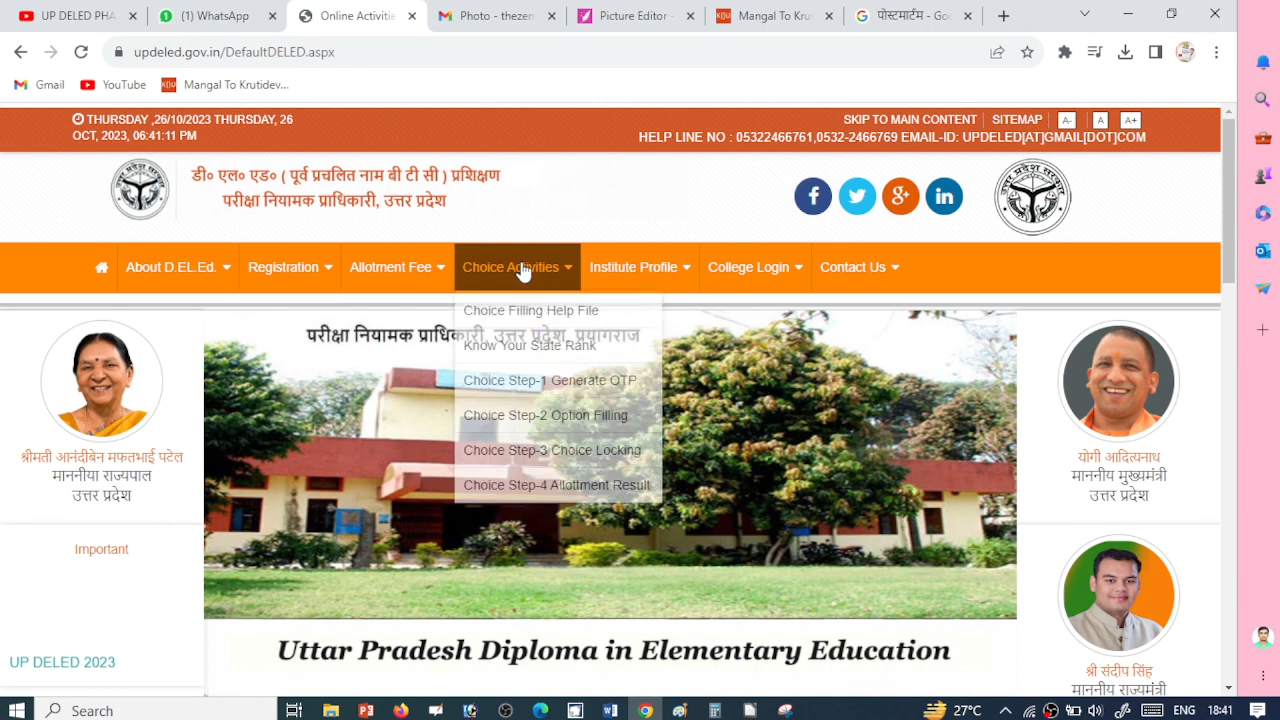 UP DELED PHA
(1) WhatsApp
Online Activitie
Photo - thezen
Picture Editor -
Mangal To Kru
पोस्टमार्टम - Goo
updeled.gov.in/DefaultDELED.aspx
Gmail
YouTube
Mangal To Krutidev...
THURSDAY ,26/10/2023 THURSDAY, 26
OCT, 2023, 06:41:11 PM
SKIP TO MAIN CONTENT SITEMAP A- A A+
HELP LINE NO : 05322466761,0532-2466769 EMAIL-ID: UPDELED[AT]GMAIL[DOT]COM
डी० एल० एड० ( पूर्व प्रचलित नाम बी टी सी ) प्रशिक्षण
परीक्षा नियामक प्राधिकारी, उत्तर प्रदेश
About D.EL.Ed.
Registration
Allotment Fee
Choice Activities
Institute Profile
College Login
Contact Us
Choice Filling Help File
Know Your State Rank
Choice Step-1 Generate OTP
Choice Step-2 Option Filling
Choice Step-3 Choice Locking
Choice Step-4 Allottment Result
परीक्षा नियामक प्राधिकारी, उत्तर प्रदेश, प्रयागराज
श्रीमती आनंदीबेन मफतभाई पटेल
माननीया राज्यपाल
उत्तर प्रदेश
Important
UP DELED 2023
योगी आदित्यनाथ
माननीय मुख्यमंत्री
उत्तर प्रदेश
श्री संदीप सिंह
माननीय राज्यमंत्री
Uttar Pradesh Diploma in Elementary Education
Search
27°C
ENG
18:41